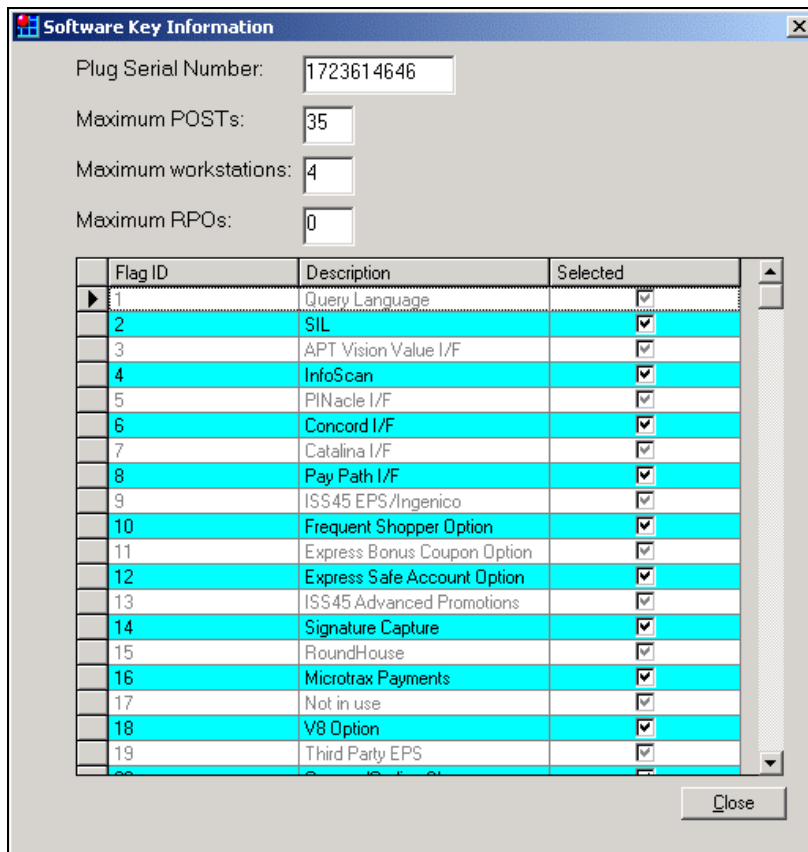 Software Key Information
Plug Serial Number: 1723614646
Maximum POSTs: 35
Maximum workstations: 4
Maximum RPOs: 0
Flag ID Description Selected
1 Query Language
2 SIL
3 APT Vision Value I/F
4 InfoScan
5 PINacle I/F
6 Concord I/F
7 Catalina I/F
8 Pay Path I/F
9 ISS45 EPS/Ingenico
10 Frequent Shopper Option
11 Express Bonus Coupon Option
12 Express Safe Account Option
13 ISS45 Advanced Promotions
14 Signature Capture
15 RoundHouse
16 Microtrax Payments
17 Not in use
18 V8 Option
19 Third Party EPS
Close